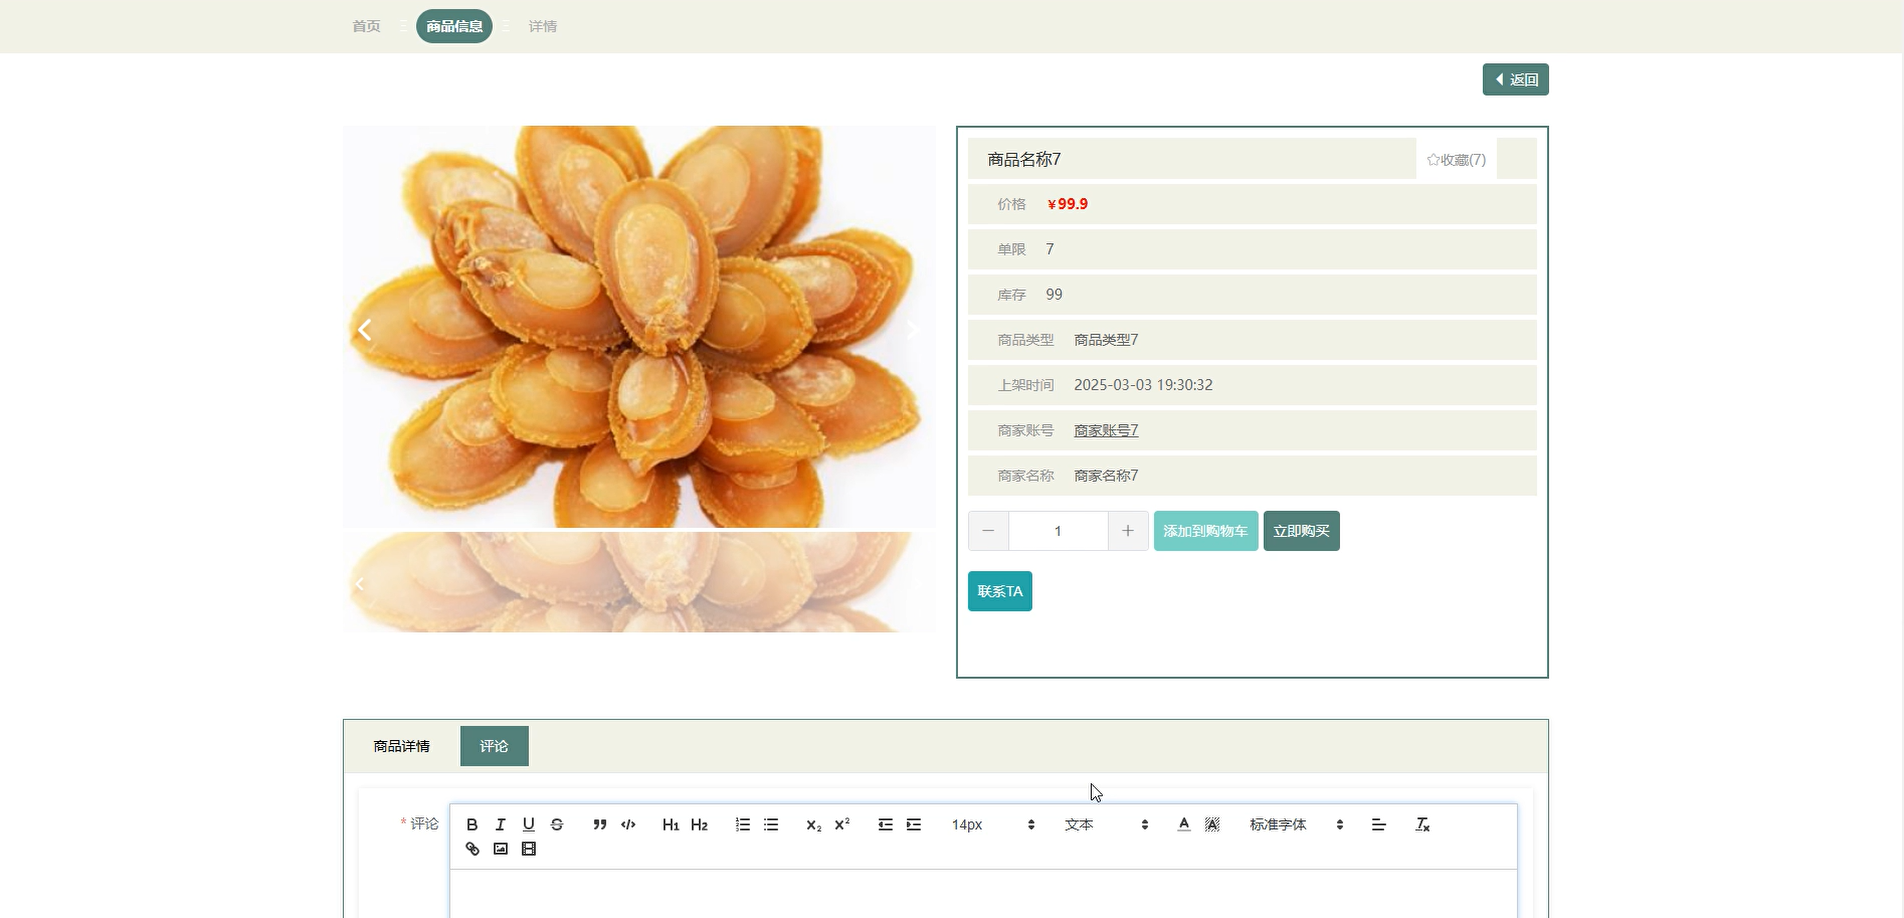 首页 商品信息 详情
返回
商品名称7 ☆收藏(7)
价格 ¥99.9
单限 7
库存 99
商品类型 商品类型7
上架时间 2025-03-03 19:30:32
商家账号 商家账号7
商家名称 商家名称7
1 添加到购物车 立即购买
联系TA
商品详情 评论
* 评论
B I U S H1 H2 x₂ x² 14px 文本 A A 标准字体 Tx